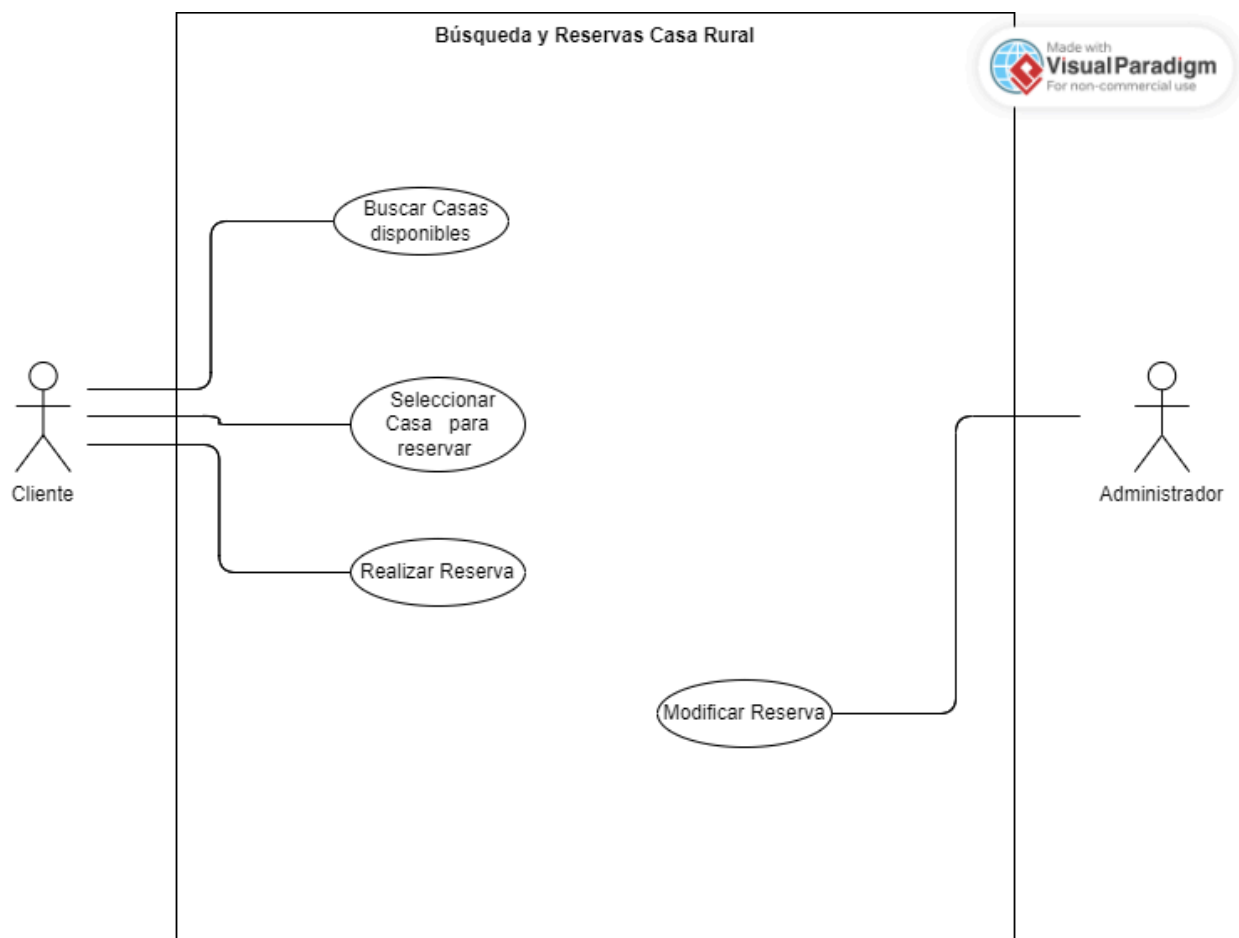 Búsqueda y Reservas Casa Rural
Made with
Visual Paradigm
For non-commercial use
Buscar Casas
disponibles
Seleccionar
Casa para
reservar
Cliente
Administrador
Realizar Reserva
Modificar Reserva